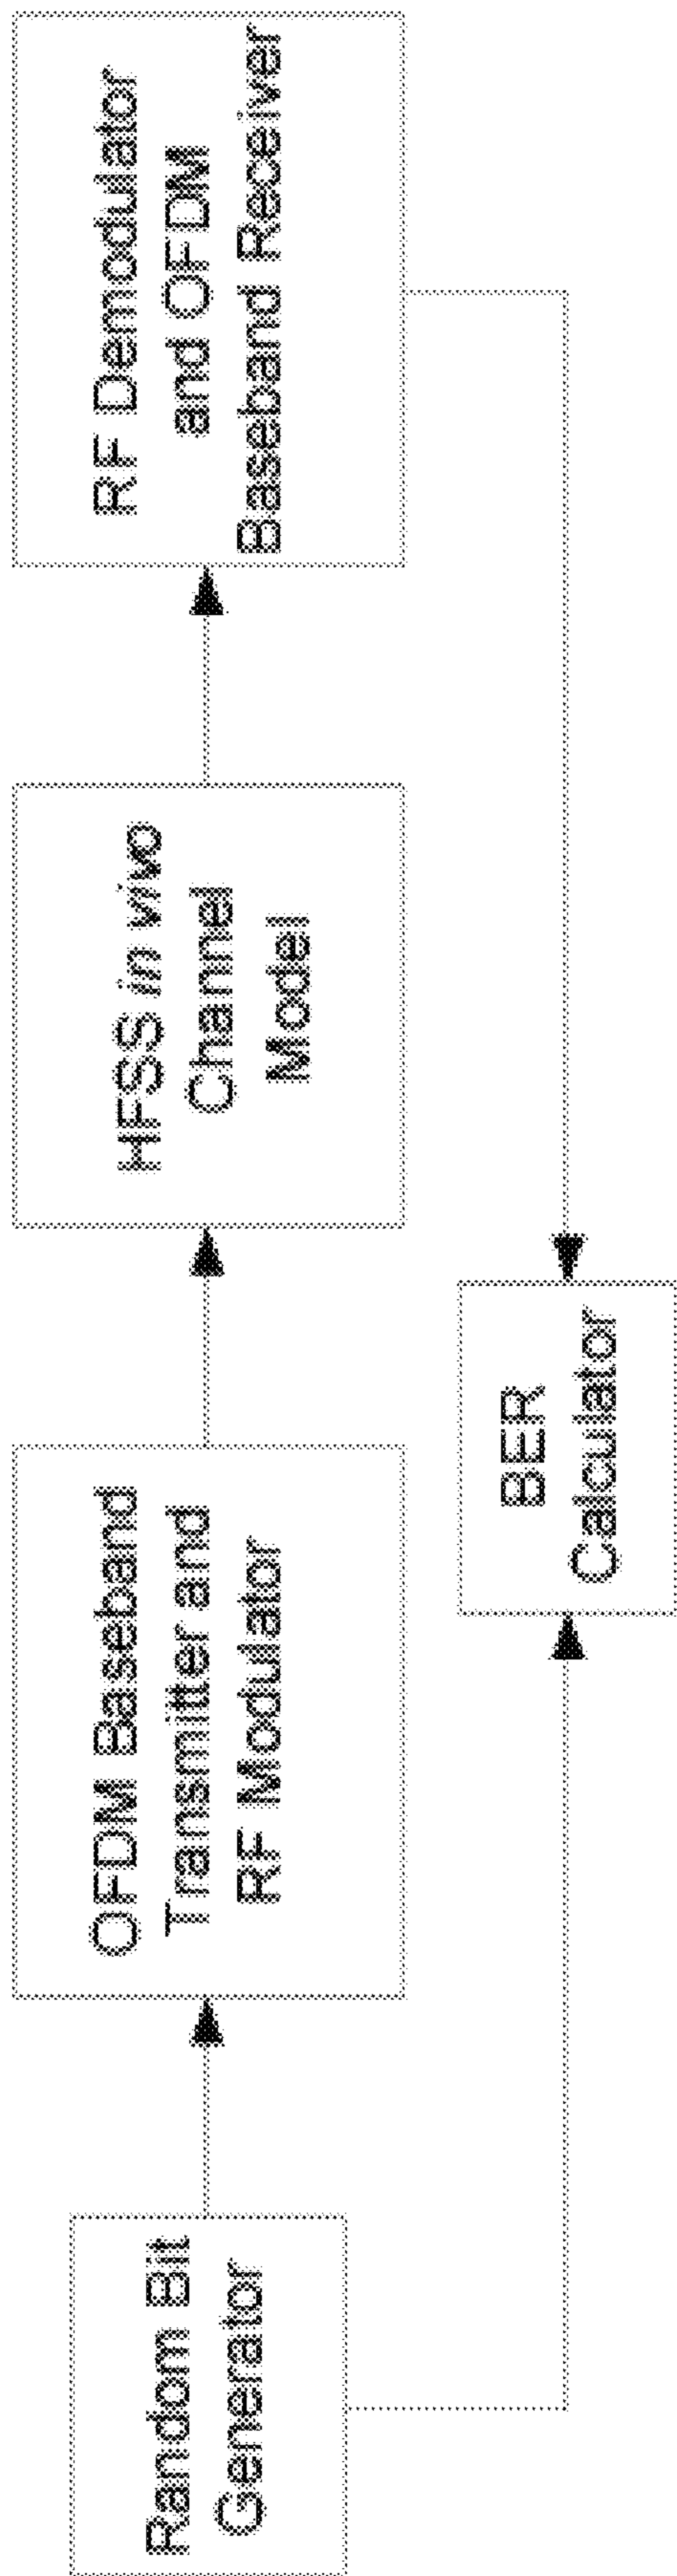 Random Bit
Generator
OFDM Baseband
Transmitter and
RF Modulator
HFSS in vivo
Channel
Model
RF Demodulator
and OFDM
Baseband Receiver
BER
Calculator